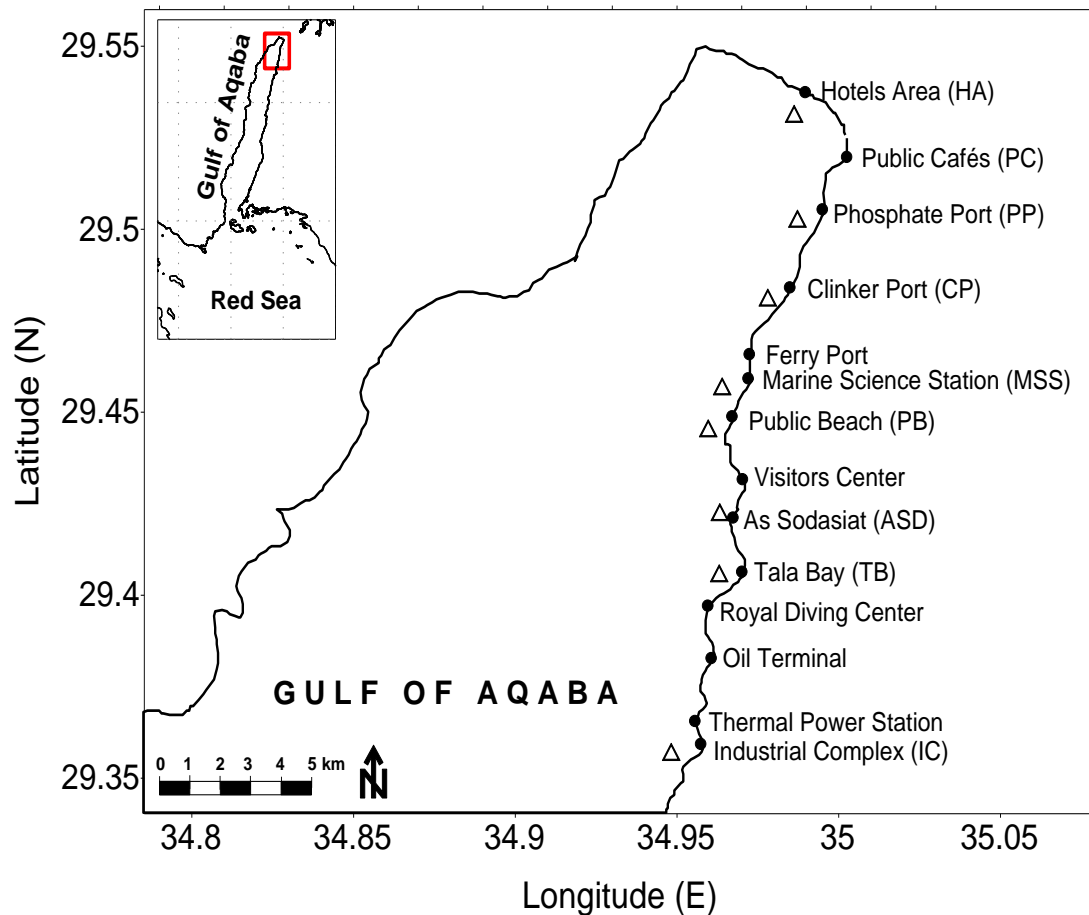 Gulf of Aqaba
Red Sea
Hotels Area (HA)
Public Cafés (PC)
Phosphate Port (PP)
Clinker Port (CP)
Ferry Port
Marine Science Station (MSS)
Public Beach (PB)
Visitors Center
As Sodasiat (ASD)
Tala Bay (TB)
Royal Diving Center
Oil Terminal
GULF OF AQABA
Thermal Power Station
Industrial Complex (IC)
0 1 2 3 4 5 km
N
Latitude (N)
29.55
29.5
29.45
29.4
29.35
34.8 34.85 34.9 34.95 35 35.05
Longitude (E)